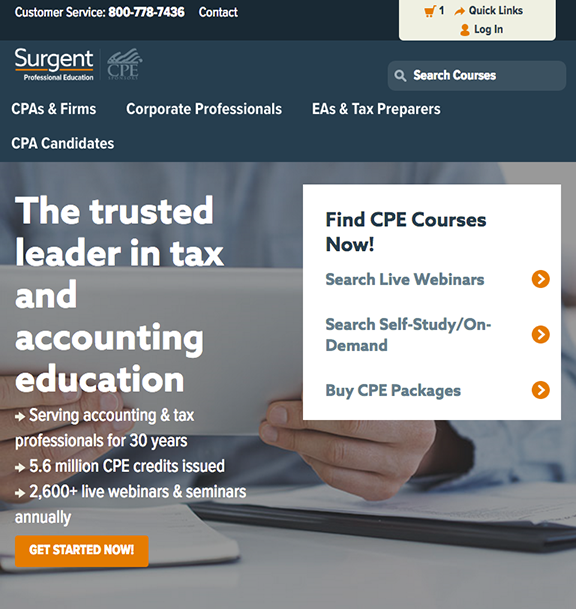 Customer Service: 800-778-7436 Contact
1 Quick Links
Log In
Surgent
Professional Education
CPE
Search Courses
CPAs & Firms Corporate Professionals EAs & Tax Preparers
CPA Candidates
The trusted
leader in tax
and
accounting
education
Serving accounting & tax
professionals for 30 years
5.6 million CPE credits issued
2,600+ live webinars & seminars
annually
GET STARTED NOW!
Find CPE Courses
Now!
Search Live Webinars
Search Self-Study/On-
Demand
Buy CPE Packages